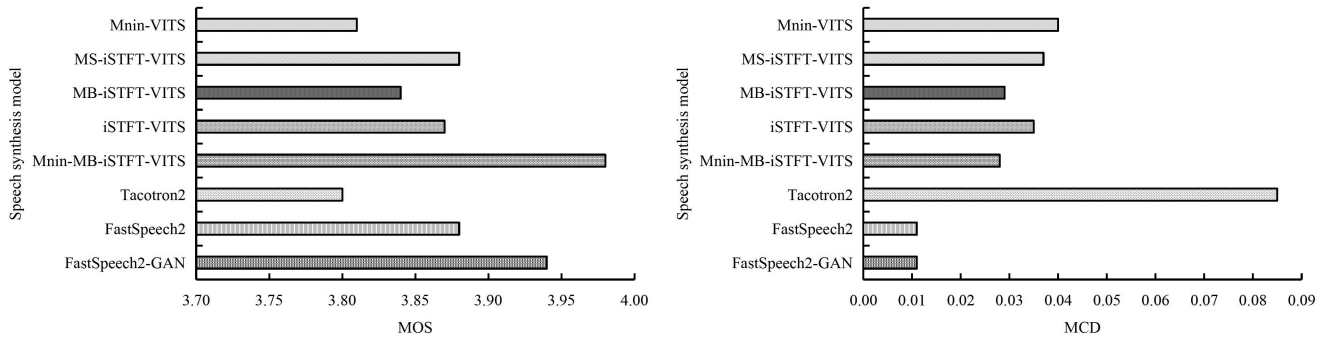 Speech synthesis model
Mnin-VITS
MS-iSTFT-VITS
MB-iSTFT-VITS
iSTFT-VITS
Mnin-MB-iSTFT-VITS
Tacotron2
FastSpeech2
FastSpeech2-GAN
3.70 3.75 3.80 3.85 3.90 3.95 4.00
MOS
Speech synthesis model
Mnin-VITS
MS-iSTFT-VITS
MB-iSTFT-VITS
iSTFT-VITS
Mnin-MB-iSTFT-VITS
Tacotron2
FastSpeech2
FastSpeech2-GAN
0.00 0.01 0.02 0.03 0.04 0.05 0.06 0.07 0.08 0.09
MCD